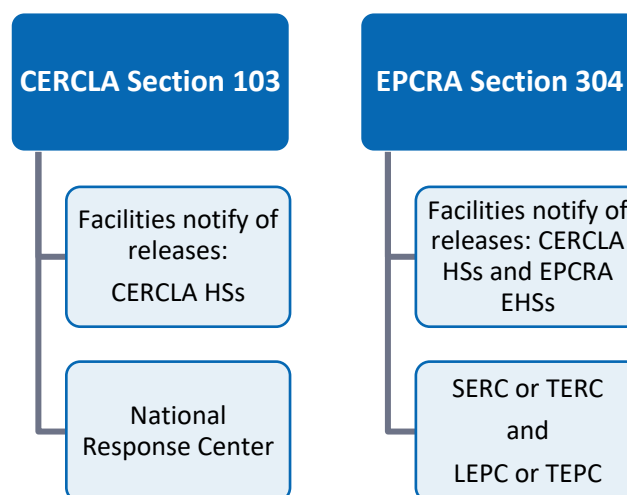 CERCLA Section 103
Facilities notify of
releases:
CERCLA HSs
National
Response Center
EPCRA Section 304
Facilities notify of
releases: CERCLA
HSs and EPCRA
EHSs
SERC or TERC
and
LEPC or TEPC